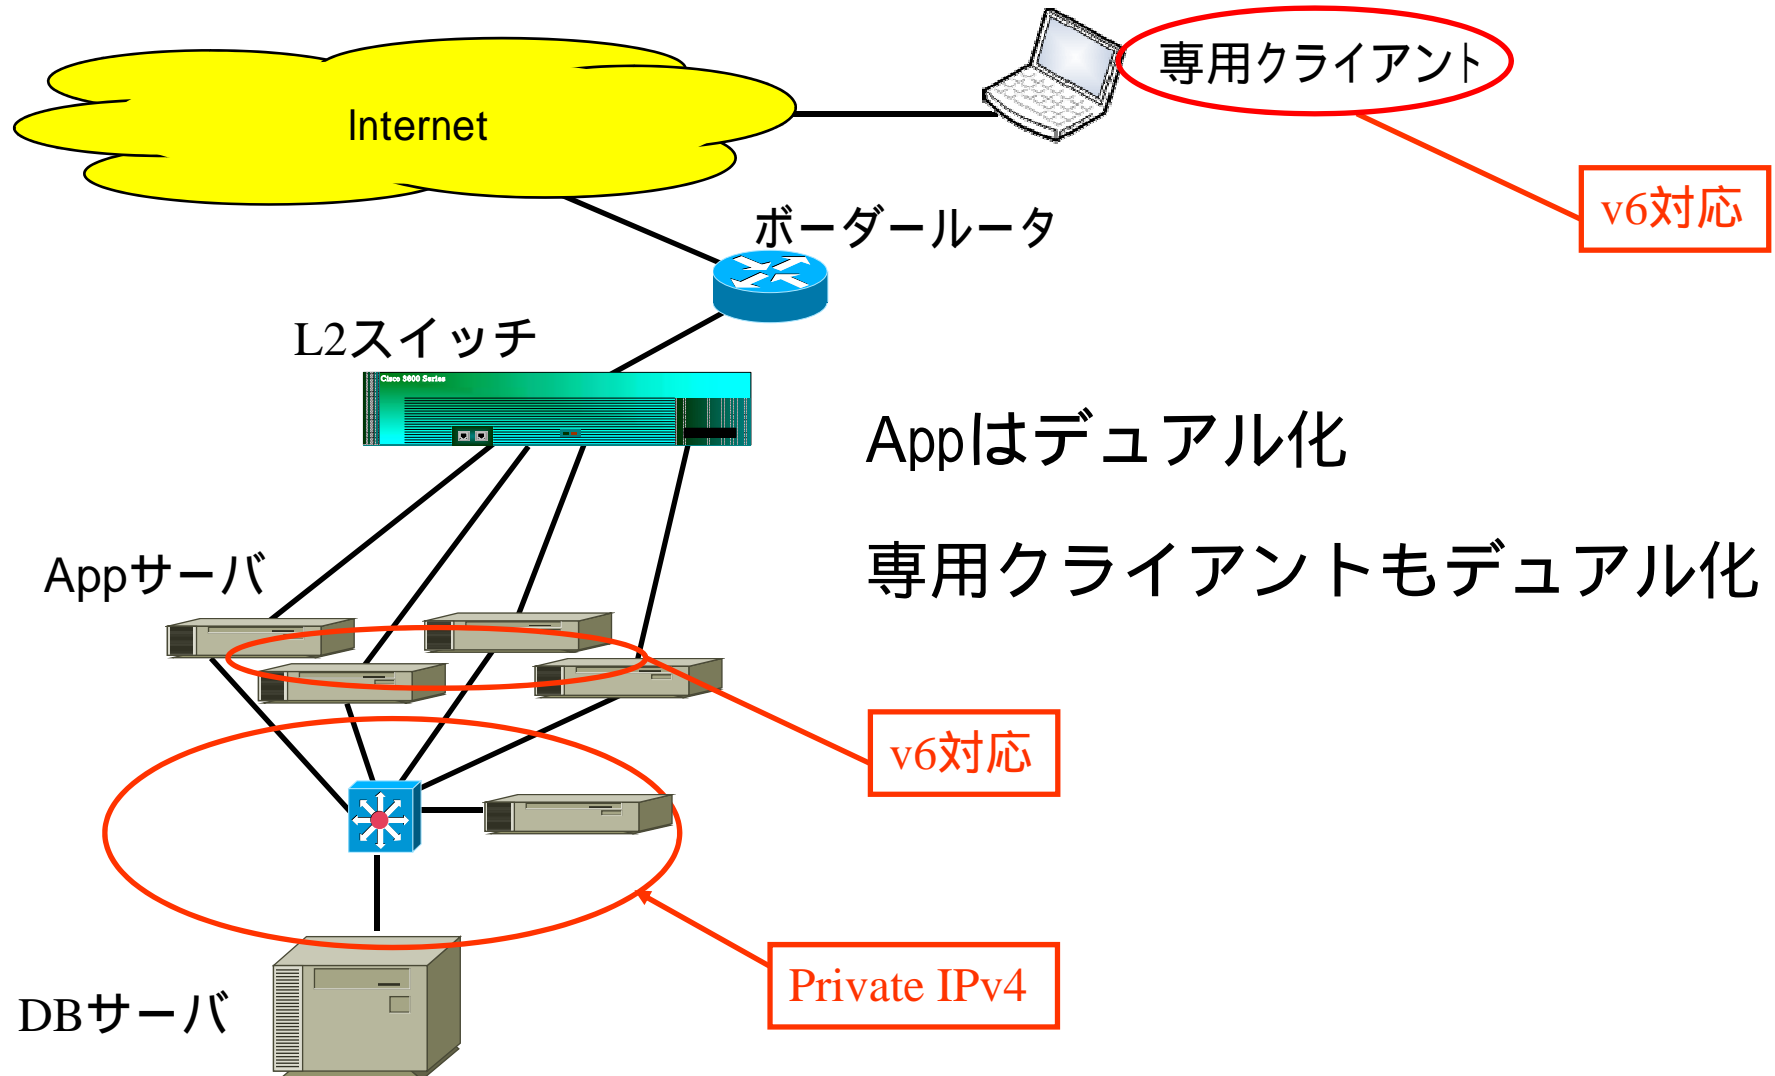 専用クライアント
Internet
v6対応
ボーダールータ
L2スイッチ
Cisco 3600 Series
Appはデュアル化
専用クライアントもデュアル化
Appサーバ
v6対応
Private IPv4
DBサーバ